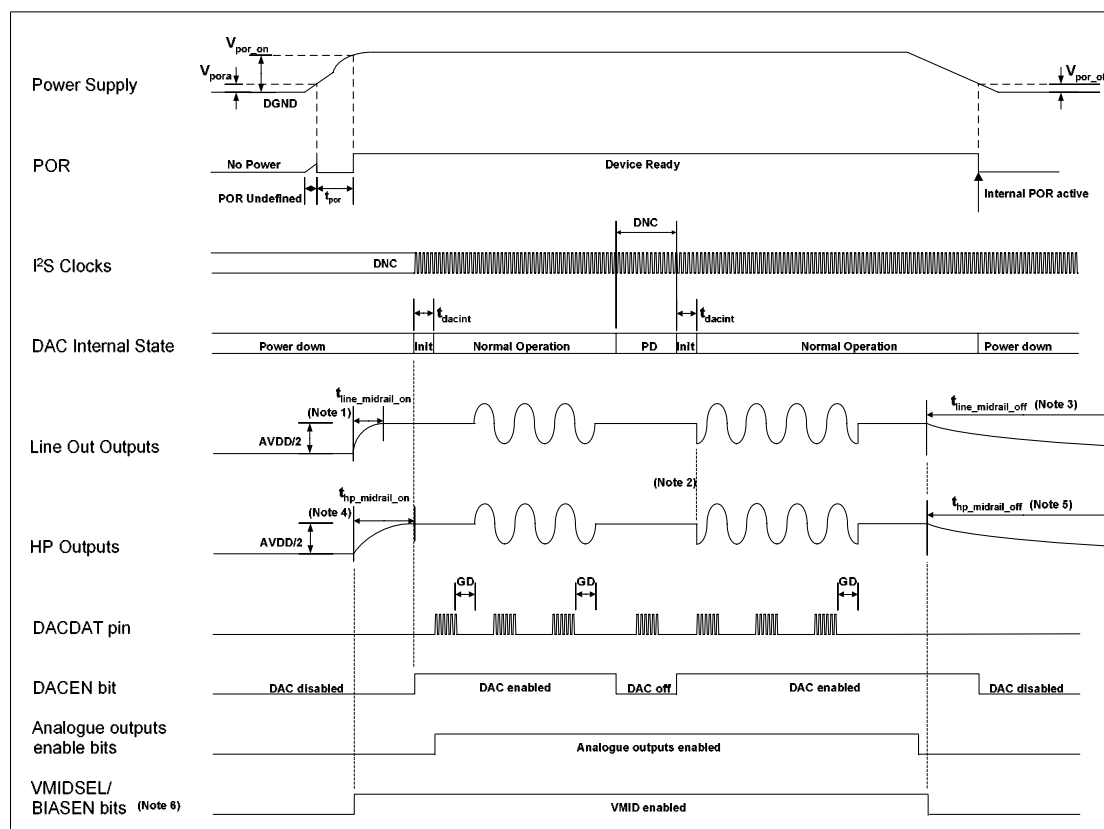 Vpor_on
Vpora
Power Supply
DGND
POR
No Power
Device Ready
POR Undefined
tpor
Internal POR active
DNC
I²S Clocks
DNC
tdacint
tdacint
DAC Internal State
Power down
Init
Normal Operation
PD
Init
Normal Operation
Power down
tline_midrail_on
(Note 1)
tline_midrail_off (Note 3)
Line Out Outputs
AVDD/2
(Note 2)
thp_midrail_on
(Note 4)
thp_midrail_off (Note 5)
HP Outputs
AVDD/2
GD
GD
GD
DACDAT pin
DACEN bit
DAC disabled
DAC enabled
DAC off
DAC enabled
DAC disabled
Analogue outputs
enable bits
Analogue outputs enabled
VMIDSEL/
BIASEN bits (Note 6)
VMID enabled